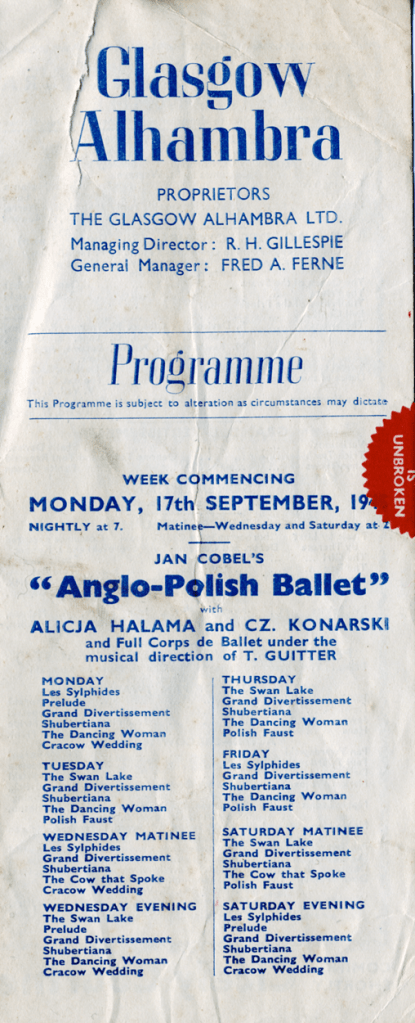 Glasgow
Alhambra
PROPRIETORS
THE GLASGOW ALHAMBRA LTD.
Managing Director: R. H. GILLESPIE
General Manager: FRED A. FERNE
Programme
This Programme is subject to alteration as circumstances may dictate
IS
UNBROKEN
WEEK COMMENCING
MONDAY, 17th SEPTEMBER,
NIGHTLY at 7. Matinee—Wednesday and Saturday at
JAN COBEL'S
"Anglo-Polish Ballet"
with
ALICJA HALAMA and CZ. KONARSKI
and Full Corps de Ballet under the
musical direction of T. GUITTER
MONDAY
Les Sylphides
Prelude
Grand Divertissement
Shubertiana
The Dancing Woman
Cracow Wedding
TUESDAY
The Swan Lake
Grand Divertissement
Shubertiana
The Dancing Woman
Polish Faust
WEDNESDAY MATINEE
Les Sylphides
Grand Divertissement
Shubertiana
The Cow that Spoke
Cracow Wedding
WEDNESDAY EVENING
The Swan Lake
Prelude
Grand Divertissement
Shubertiana
The Dancing Woman
Cracow Wedding
THURSDAY
The Swan Lake
Grand Divertissement
Shubertiana
The Dancing Woman
Polish Faust
FRIDAY
Les Sylphides
Grand Divertissement
Shubertiana
The Dancing Woman
Polish Faust
SATURDAY MATINEE
The Swan Lake
Grand Divertissement
Shubertiana
The Cow that Spoke
Polish Faust
SATURDAY EVENING
Les Sylphides
Prelude
Grand Divertissement
Shubertiana
The Dancing Woman
Cracow Wedding